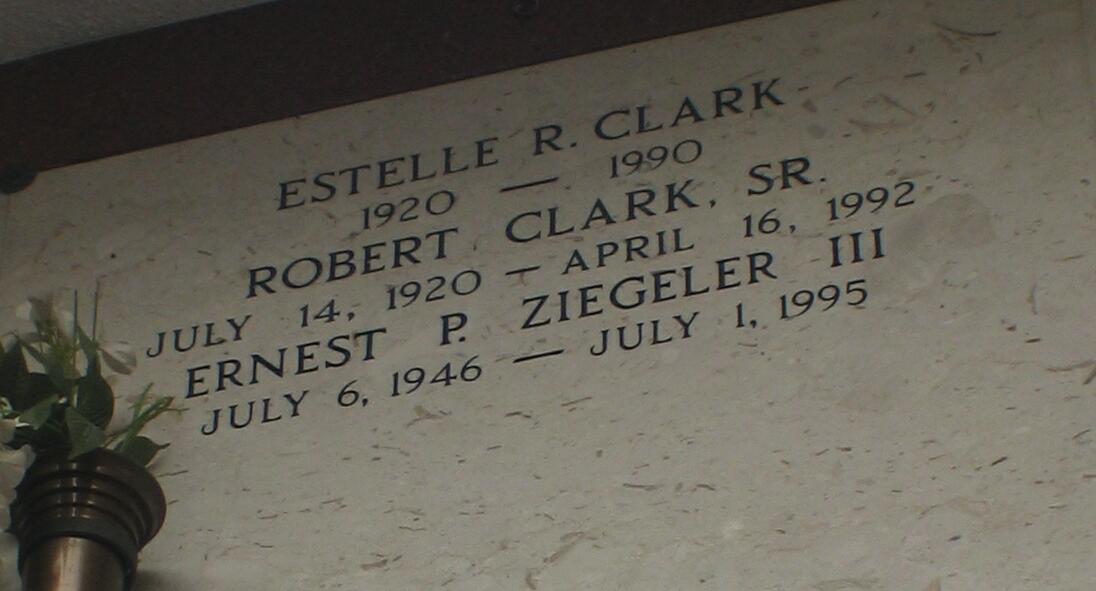 ESTELLE R. CLARK
1920 — 1990
ROBERT CLARK, SR.
JULY 14, 1920 — APRIL 16, 1992
ERNEST P. ZIEGELER III
JULY 6, 1946 — JULY 1, 1995